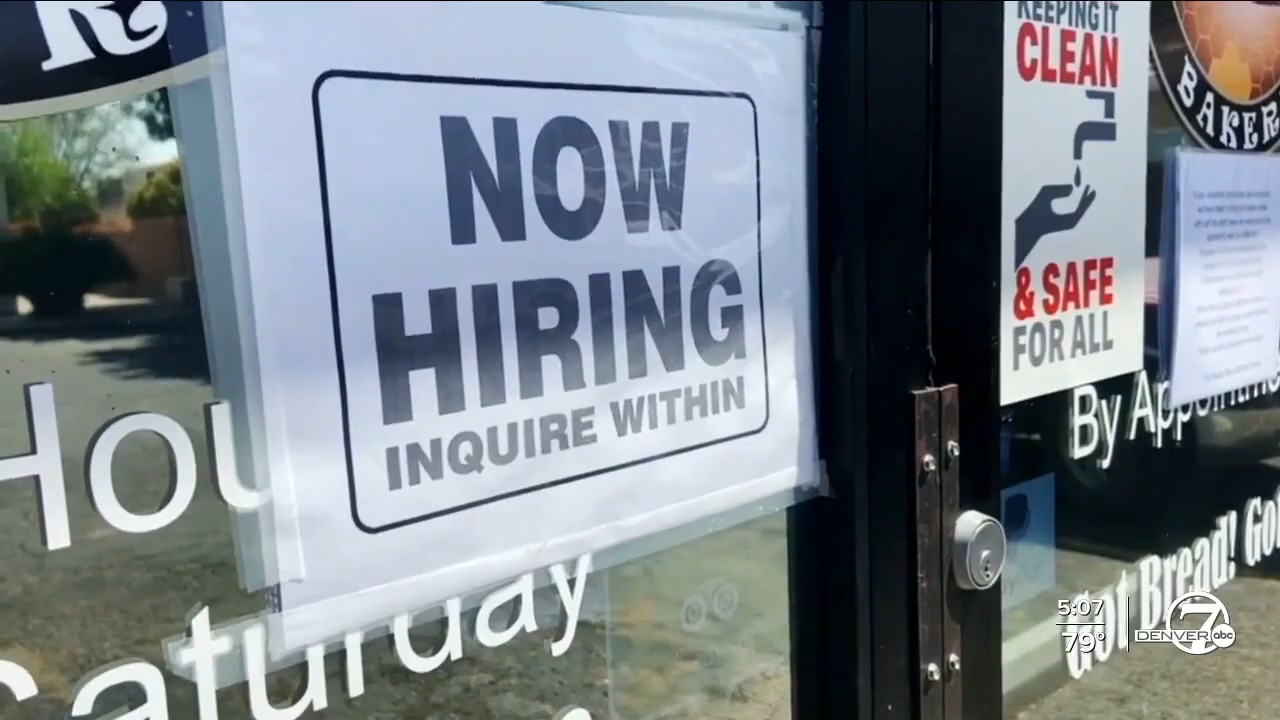 NOW
HIRING
INQUIRE WITHIN
KEEPING IT
CLEAN
& SAFE
FOR ALL
BAKER
Hou
Saturday
By Appointme
Got Bread! Got
5:07
79°
DENVER 7 abc